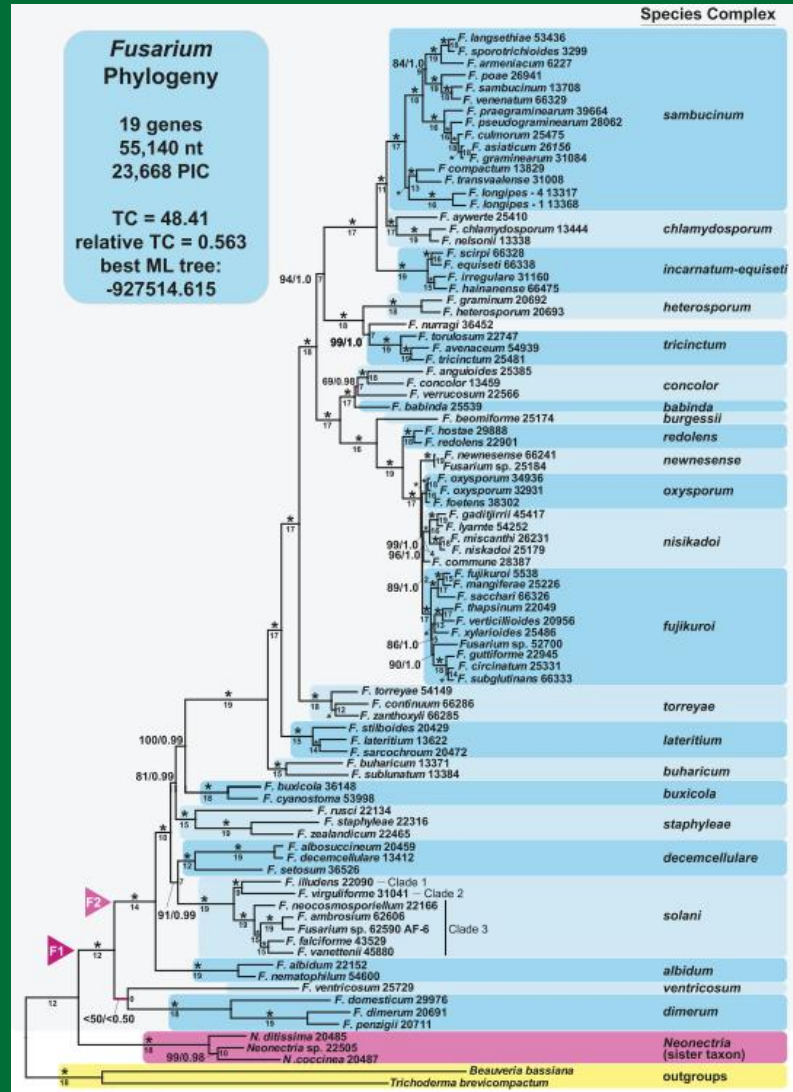 Species Complex
Fusarium
Phylogeny
19 genes
55,140 nt
23,668 PIC
TC = 48.41
relative TC = 0.563
best ML tree:
-927514.615
F. langsethiae 53436
F. sporotrichioides 3299
F. armeniacum 6227
84/1.0
F. poae 26941
F. sambucinum 13708
F. venenatum 66329
F. praegraminearum 39664
F. pseudograminearum 28062
sambucinum
F. culmorum 25475
F. asiaticum 26156
F. graminearum 31084
F compactum 13829
F. transvaalense 31008
F. longipes - 4 13317
F. longipes - 1 13368
F. aywerte 25410
F. chlamydosporum 13444
chlamydosporum
F. nelsonii 13338
F. scirpi 66328
F. equiseti 66338
incarnatum-equiseti
F. irregulare 31160
F. hainanense 66475
94/1.0
F. graminum 20692
heterosporum
F. heterosporum 20693
F. nurragi 36452
99/1.0
F. torulosum 22747
F. avenaceum 54939
tricinctum
F. tricinctum 25481
F. anguloides 25385
69/0.98
F. concolor 13459
concolor
F. verrucosum 22566
F. babinda 25539
babinda
F. beomiforme 25174
burgessii
F. hostae 29888
redolens
F. redolens 22901
F. newnesense 66241
newnesense
Fusarium sp. 25184
F. oxysporum 34936
F. oxysporum 32931
oxysporum
F. foetens 38302
F. gaditjirrii 45417
F. lyarnte 54252
99/1.0
F. miscanthi 26231
nisikadoi
96/1.0
F. niskadoi 25179
F. commune 28387
F. fujikuroi 5538
89/1.0
F. mangiferae 25226
F. sacchari 66326
F. thapsinum 22049
F. verticillioides 20956
fujikuroi
F. xylarioides 25486
86/1.0
Fusarium sp. 52700
F. guttiforme 22945
90/1.0
F. circinatum 25331
F. subglutinans 66333
F. torreyae 54149
F. continuum 66286
torreyae
F. zanthoxyli 66285
F. stilboides 20429
F. lateritium 13622
lateritium
F. sarcochroum 20472
100/0.99
F. buharicum 13371
buharicum
F. sublunatum 13384
81/0.99
F. buxicola 36148
buxicola
F. cyanostoma 53998
F. rusci 22134
F. staphyleae 22316
staphyleae
F. zealandicum 22465
F. albosuccineum 20459
F. decemcellulare 13412
decemcellulare
F. setosum 36526
F. illudens 22090 – Clade 1
F. virguliforme 31041 – Clade 2
F2
91/0.99
F. neocosmosporiellum 22166
solani
F. ambrosium 62606
Fusarium sp. 62590 AF-6
Clade 3
F. falciforme 43529
F. vanettenii 45880
F1
F. albidum 22152
albidum
F. nematophilum 54600
F. ventricosum 25729
ventricosum
<50/<0.50
F. domesticum 29976
F. dimerum 20691
dimerum
F. penzigii 20711
N. ditissima 20485
Neonectria
Neonectria sp. 22505
(sister taxon)
99/0.98
N .coccinea 20487
Beauveria bassiana
outgroups
Trichoderma brevicompactum